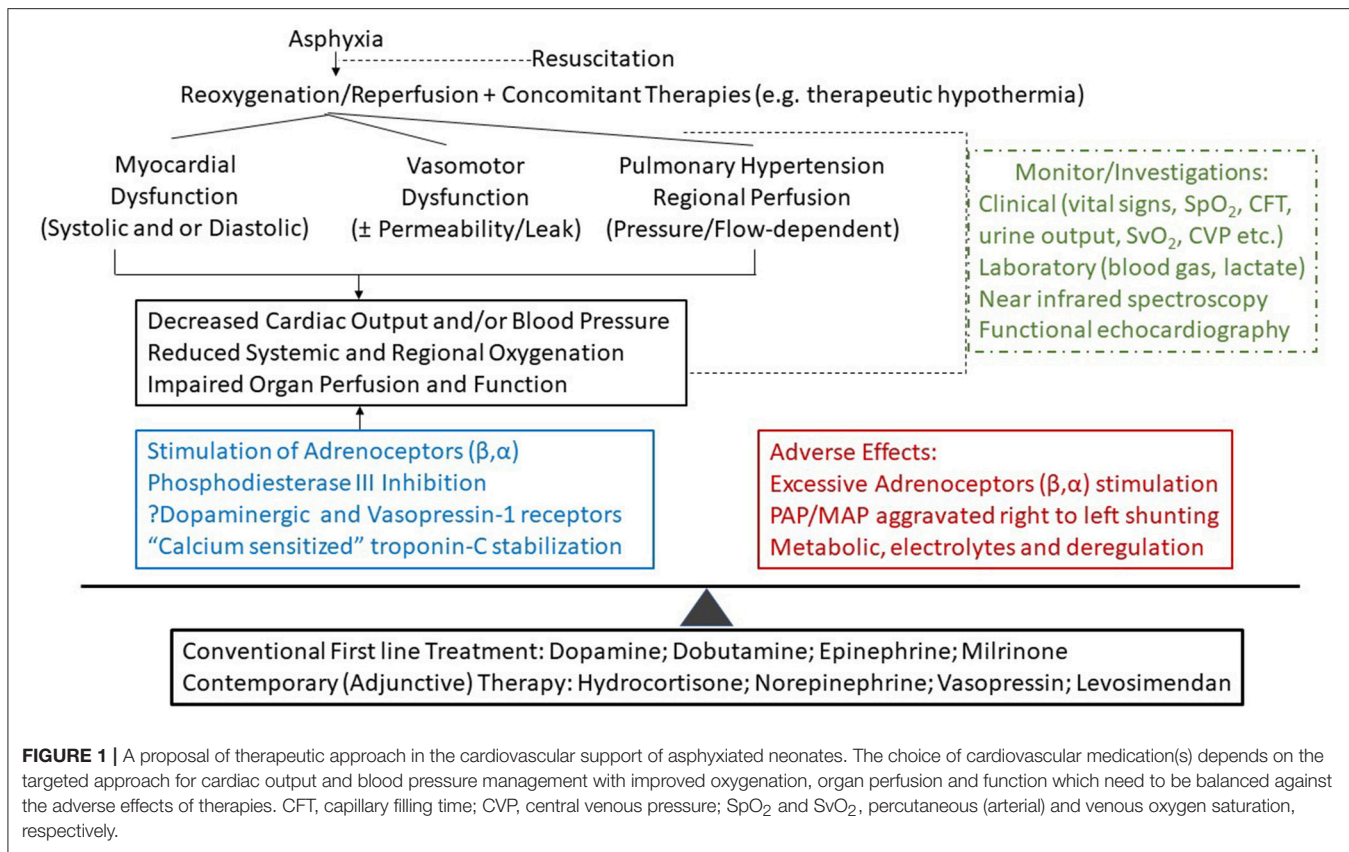 Asphyxia
Resuscitation
Reoxygenation/Reperfusion + Concomitant Therapies (e.g. therapeutic hypothermia)
Myocardial
Dysfunction
(Systolic and or Diastolic)
Vasomotor
Dysfunction
(± Permeability/Leak)
Pulmonary Hypertension
Regional Perfusion
(Pressure/Flow-dependent)
Monitor/Investigations:
Clinical (vital signs, SpO₂, CFT,
urine output, SvO₂, CVP etc.)
Laboratory (blood gas, lactate)
Near infrared spectroscopy
Functional echocardiography
Decreased Cardiac Output and/or Blood Pressure
Reduced Systemic and Regional Oxygenation
Impaired Organ Perfusion and Function
Stimulation of Adrenoceptors (β,α)
Phosphodiesterase III Inhibition
?Dopaminergic and Vasopressin-1 receptors
“Calcium sensitized” troponin-C stabilization
Adverse Effects:
Excessive Adrenoceptors (β,α) stimulation
PAP/MAP aggravated right to left shunting
Metabolic, electrolytes and deregulation
Conventional First line Treatment: Dopamine; Dobutamine; Epinephrine; Milrinone
Contemporary (Adjunctive) Therapy: Hydrocortisone; Norepinephrine; Vasopressin; Levosimendan
FIGURE 1 | A proposal of therapeutic approach in the cardiovascular support of asphyxiated neonates. The choice of cardiovascular medication(s) depends on the
targeted approach for cardiac output and blood pressure management with improved oxygenation, organ perfusion and function which need to be balanced against
the adverse effects of therapies. CFT, capillary filling time; CVP, central venous pressure; SpO₂ and SvO₂, percutaneous (arterial) and venous oxygen saturation,
respectively.